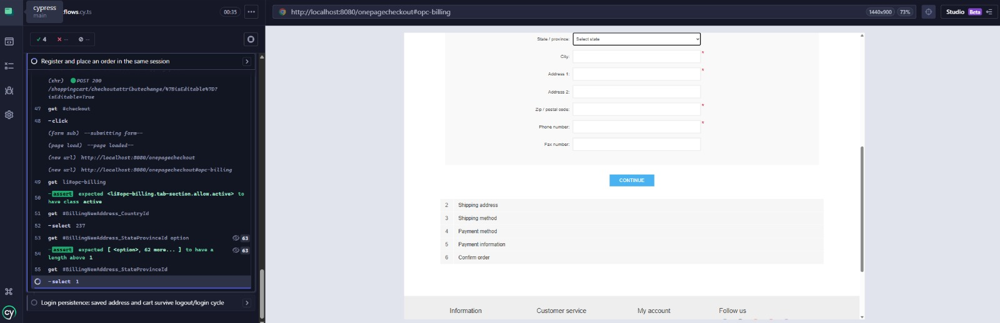 cypress
main
flows.cy.ts
00:35
http://localhost:8080/onepagecheckout#opc-billing
1440x900
73%
Studio Beta
4
--
--
Register and place an order in the same session
(xhr) POST 200
/shoppingcart/checkoutattributechange/%7BisEditable%7D?
isEditable=True
47 get #checkout
48 -click
(form sub) --submitting form--
(page load) --page loaded--
(new url) http://localhost:8080/onepagecheckout
(new url) http://localhost:8080/onepagecheckout#opc-billing
49 get li#opc-billing
50 -assert expected <li#opc-billing.tab-section.allow.active> to
have class active
51 get #BillingNewAddress_CountryId
52 -select 237
53 get #BillingNewAddress_StateProvinceId option 63
54 -assert expected [ <option>, 62 more... ] to have a
length above 1 63
55 get #BillingNewAddress_StateProvinceId
-select 1
Login persistence: saved address and cart survive logout/login cycle
cy
State / province: Select state
City: *
Address 1: *
Address 2:
Zip / postal code: *
Phone number: *
Fax number:
CONTINUE
2 Shipping address
3 Shipping method
4 Payment method
5 Payment information
6 Confirm order
Information
Customer service
My account
Follow us